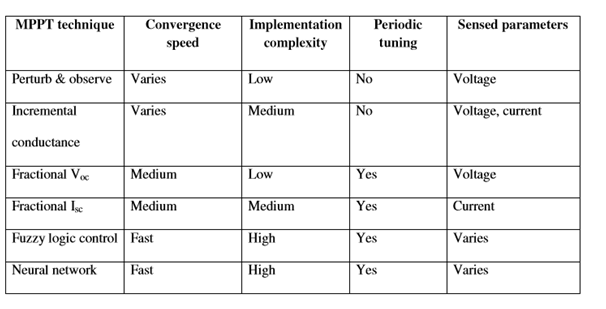 MPPT technique Convergence speed Implementation complexity Periodic tuning Sensed parameters
Perturb & observe Varies Low No Voltage
Incremental conductance Varies Medium No Voltage, current
Fractional Voc Medium Low Yes Voltage
Fractional Isc Medium Medium Yes Current
Fuzzy logic control Fast High Yes Varies
Neural network Fast High Yes Varies